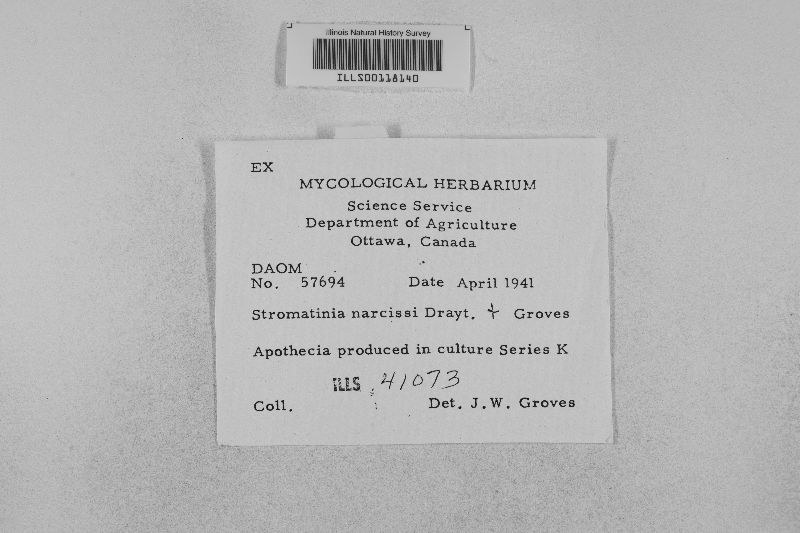 Illinois Natural History Survey
ILLS00118140
EX
MYCOLOGICAL HERBARIUM
Science Service
Department of Agriculture
Ottawa, Canada
DAOM
No. 57694 Date April 1941
Stromatinia narcissi Drayt. & Groves
Apothecia produced in culture Series K
ILLS 41073
Coll. Det. J.W. Groves